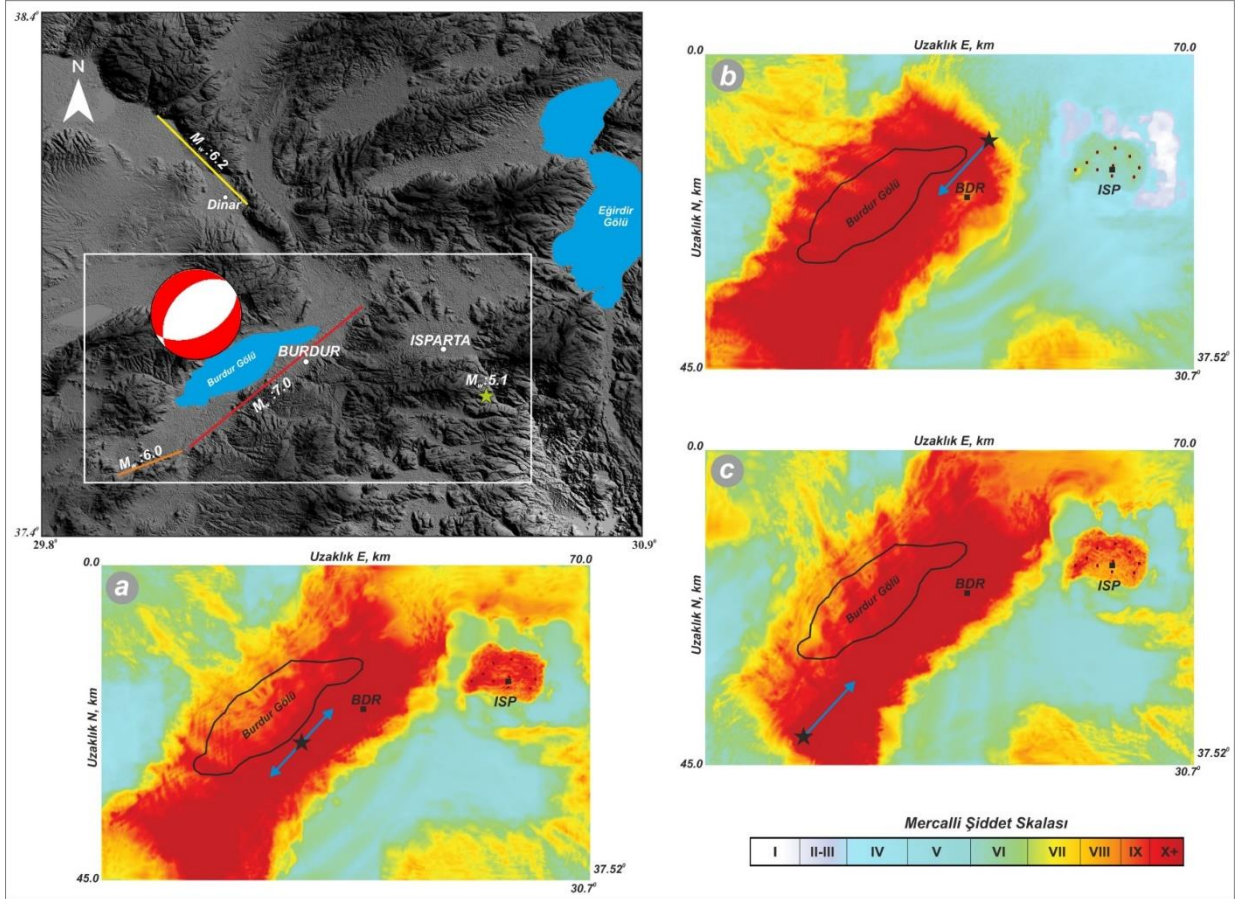 38.4°
N
M_w:6.2
Dinar
Eğirdir
Gölü
ISPARTA
BURDUR
Burdur Gölü
M_w:5.1
M_w:7.0
M_w:6.0
37.4°
29.8°
30.9°
b
Uzaklık E, km
0.0
70.0
Uzaklık N, km
Burdur Gölü
BDR
ISP
45.0
37.52°
30.7°
a
Uzaklık E, km
0.0
70.0
Uzaklık N, km
Burdur Gölü
BDR
ISP
45.0
37.52°
30.7°
c
Uzaklık E, km
0.0
70.0
Uzaklık N, km
Burdur Gölü
BDR
ISP
45.0
37.52°
30.7°
Mercalli Şiddet Skalası
I II-III IV V VI VII VIII IX X+